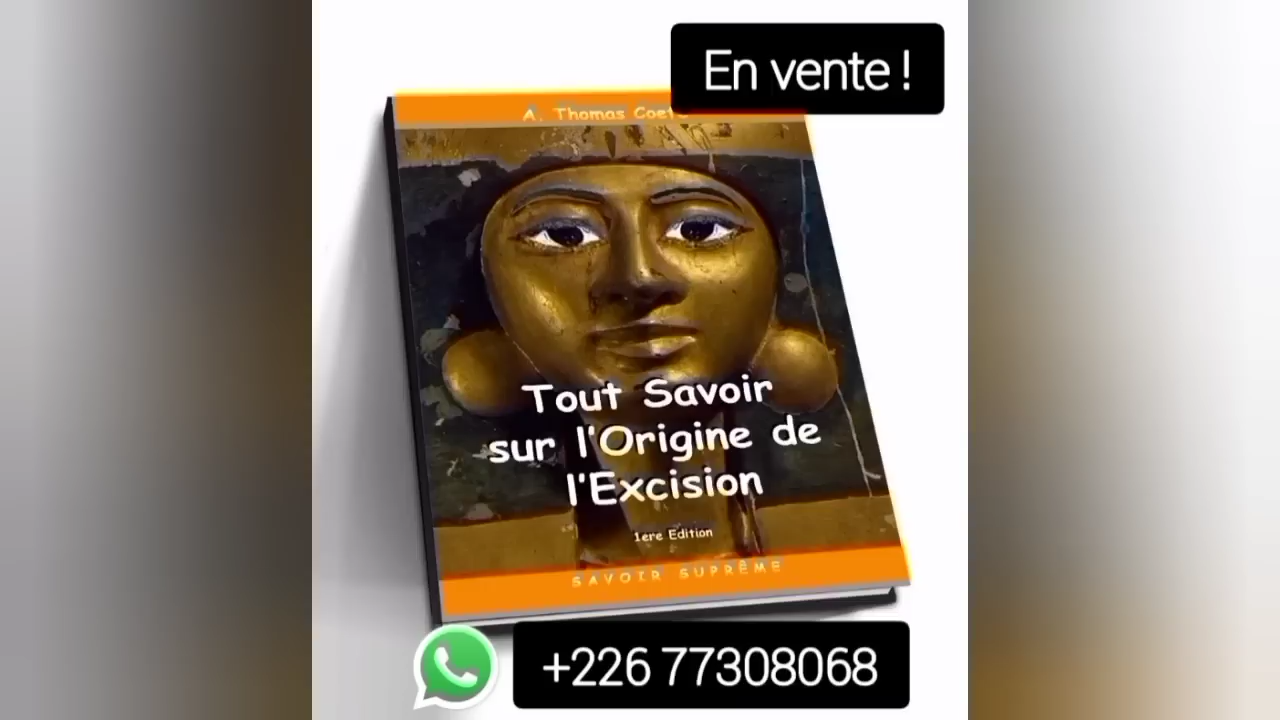 En vente !
A. Thomas
Tout Savoir
sur l'Origine de
l'Excision
1ere Edition
SAVOIR SUPRÊME
+226 77308068